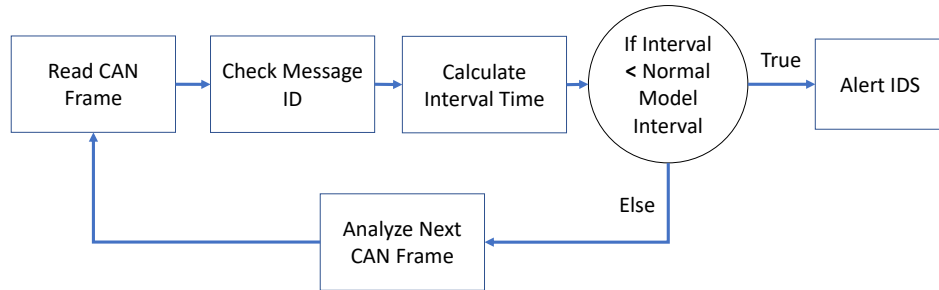 Read CAN
Frame
Check Message
ID
Calculate
Interval Time
If Interval
< Normal
Model
Interval
True
Alert IDS
Else
Analyze Next
CAN Frame